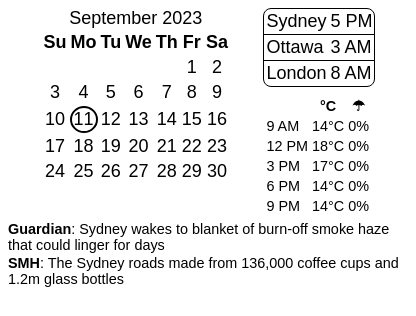 September 2023
Su Mo Tu We Th Fr Sa
1 2
3 4 5 6 7 8 9
10 11 12 13 14 15 16
17 18 19 20 21 22 23
24 25 26 27 28 29 30
Sydney 5 PM
Ottawa 3 AM
London 8 AM
°C ☂
9 AM 14°C 0%
12 PM 18°C 0%
3 PM 17°C 0%
6 PM 14°C 0%
9 PM 14°C 0%
Guardian: Sydney wakes to blanket of burn-off smoke haze
that could linger for days
SMH: The Sydney roads made from 136,000 coffee cups and
1.2m glass bottles